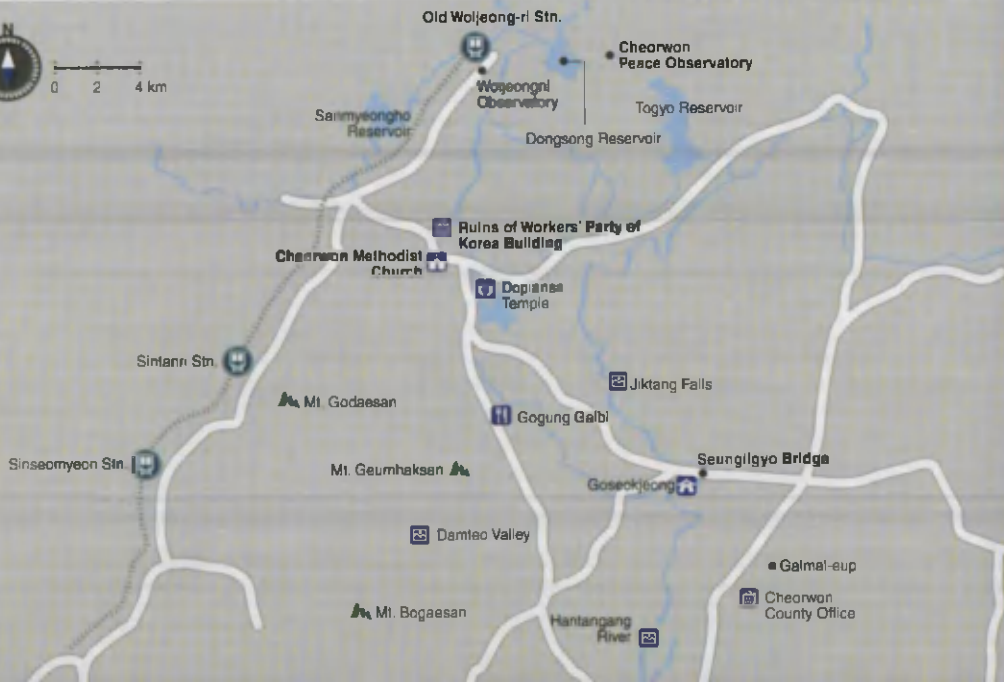 N
0 2 4 km
Old Woljeong-ri Stn.
Cheorwon
Peace Observatory
Observatory
Togyo Reservoir
Sanmyeongho
Reservoir
Dongsong Reservoir
Ruins of Workers' Party of
Korea Building
Cheorwon Methodist
Church
Dopiansa
Temple
Sintanri Stn.
Jiktang Falls
Mt. Godaesan
Gogung Galbi
Sinseomyeon Stn.
Mt. Geumhaksan
Seungilgyo Bridge
Goseokjeong
Damteo Valley
Galmal-eup
Cheorwon
County Office
Mt. Bogaesan
Hantangang
River